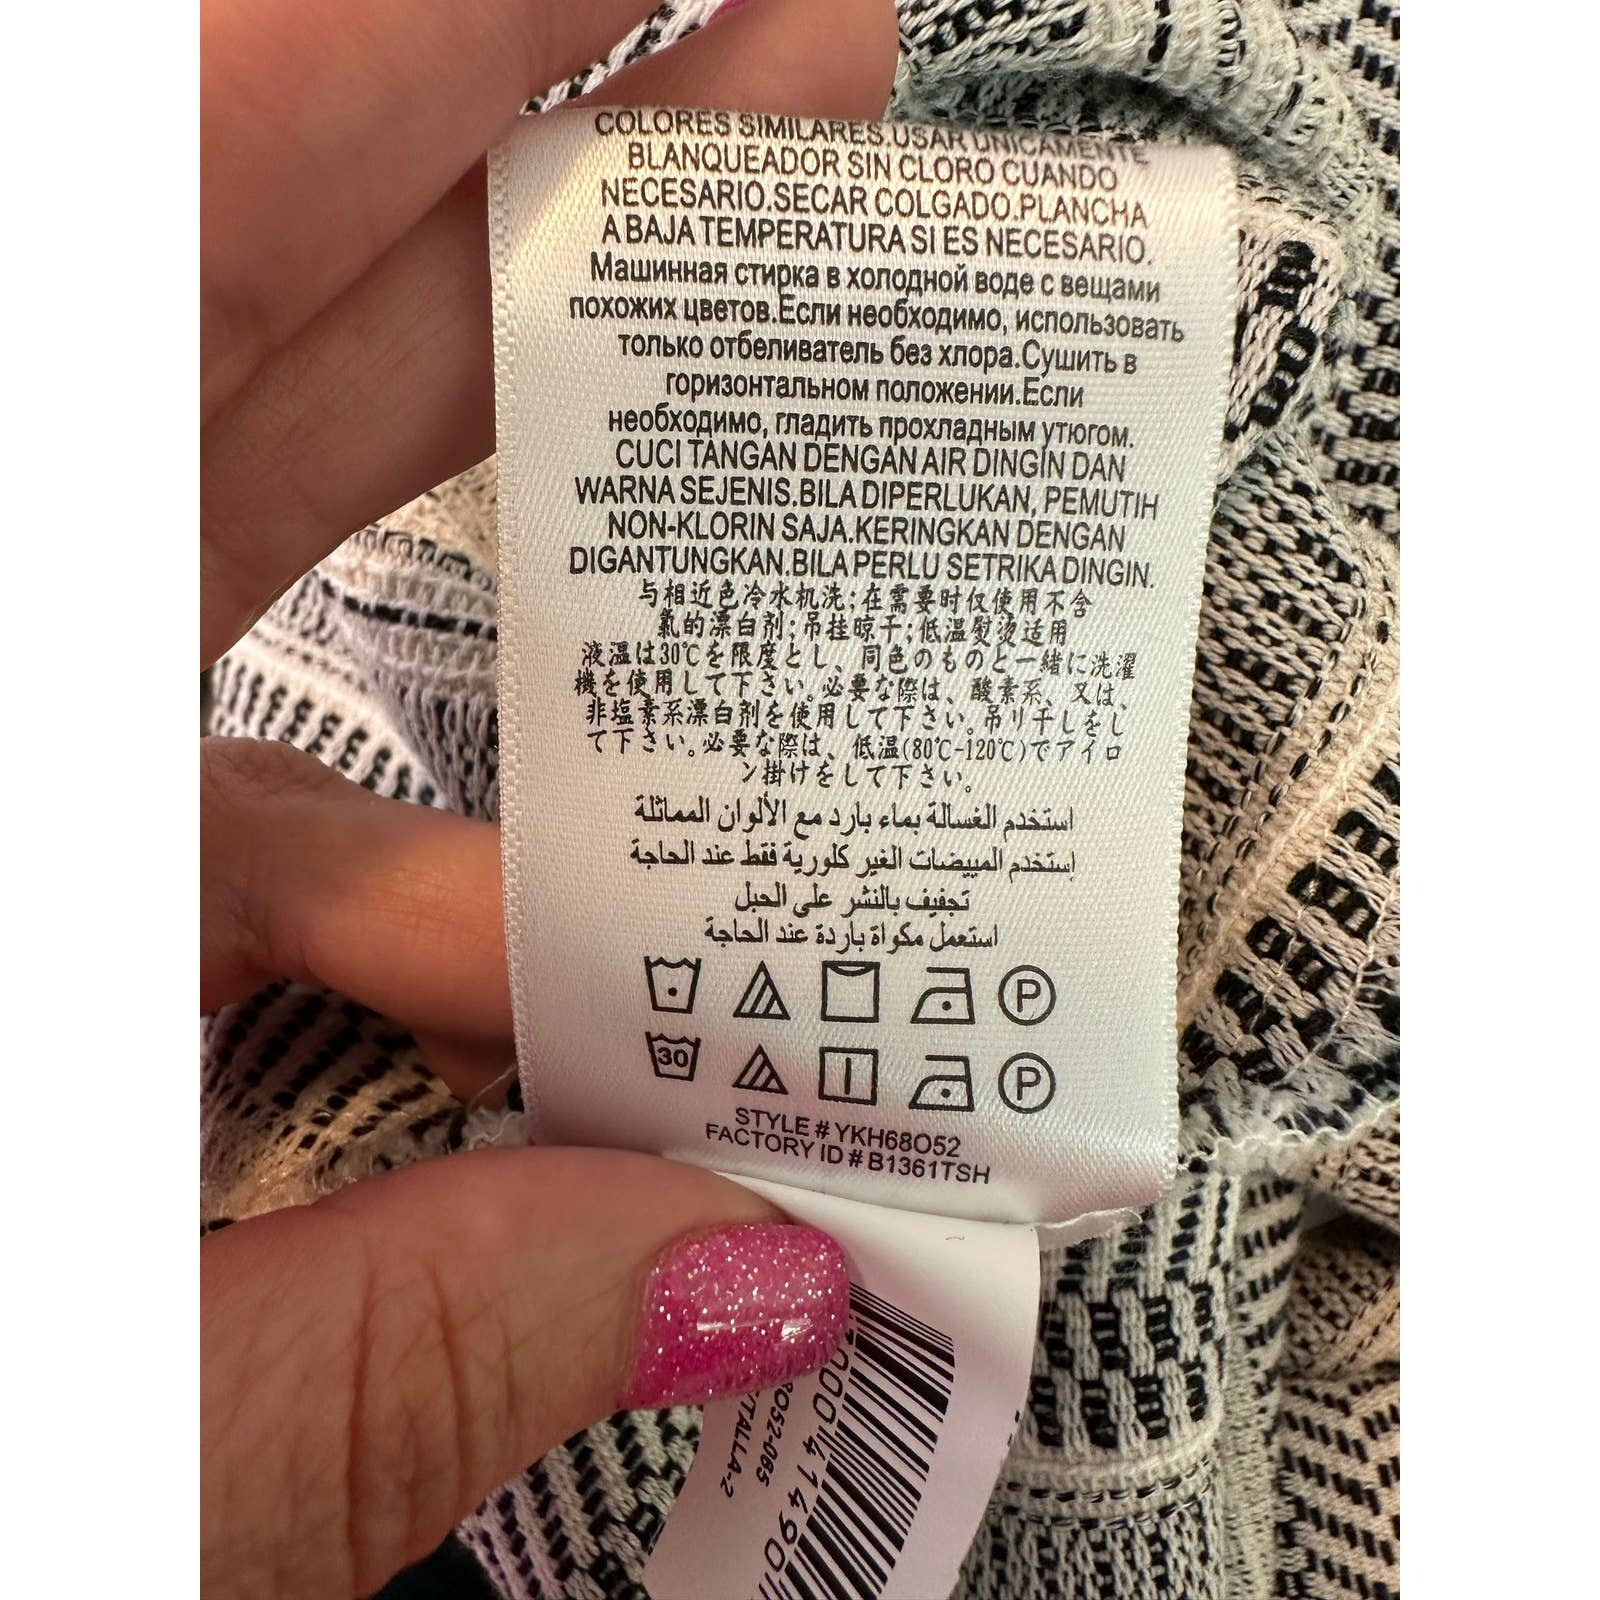 COLORES SIMILARES.USAR UNICAMENTE
BLANQUEADOR SIN CLORO CUANDO
NECESARIO.SECAR COLGADO.PLANCHA
A BAJA TEMPERATURA SI ES NECESARIO.
Машинная стирка в холодной воде с вещами
похожих цветов.Если необходимо, использовать
только отбеливатель без хлора.Сушить в
горизонтальном положении.Если
необходимо, гладить прохладным утюгом.
CUCI TANGAN DENGAN AIR DINGIN DAN
WARNA SEJENIS.BILA DIPERLUKAN, PEMUTIH
NON-KLORIN SAJA.KERINGKAN DENGAN
DIGANTUNGKAN.BILA PERLU SETRIKA DINGIN.
与相近色冷水机洗;在需要时仅使用不含
氯的漂白剂;吊挂晾干;低温熨烫适用
液温は30℃を限度とし、同色のものと一緒に洗濯
機を使用して下さい。必要な際は、酸素系、又は、
非塩素系漂白剤を使用して下さい。吊り干しをし
て下さい。必要な際は、低温(80℃-120℃)でアイロ
ン掛けをして下さい。
إستخدم الغسالة بماء بارد مع الألوان المماثلة
إستخدم المبيضات الغير كلورية فقط عند الحاجة
تجفيف بالنشر على الحبل
استعمل مكواة باردة عند الحاجة
P
30 P
STYLE # YKH68O52
FACTORY ID # B1361TSH
000 41490
8O52-085
/TALLA-2